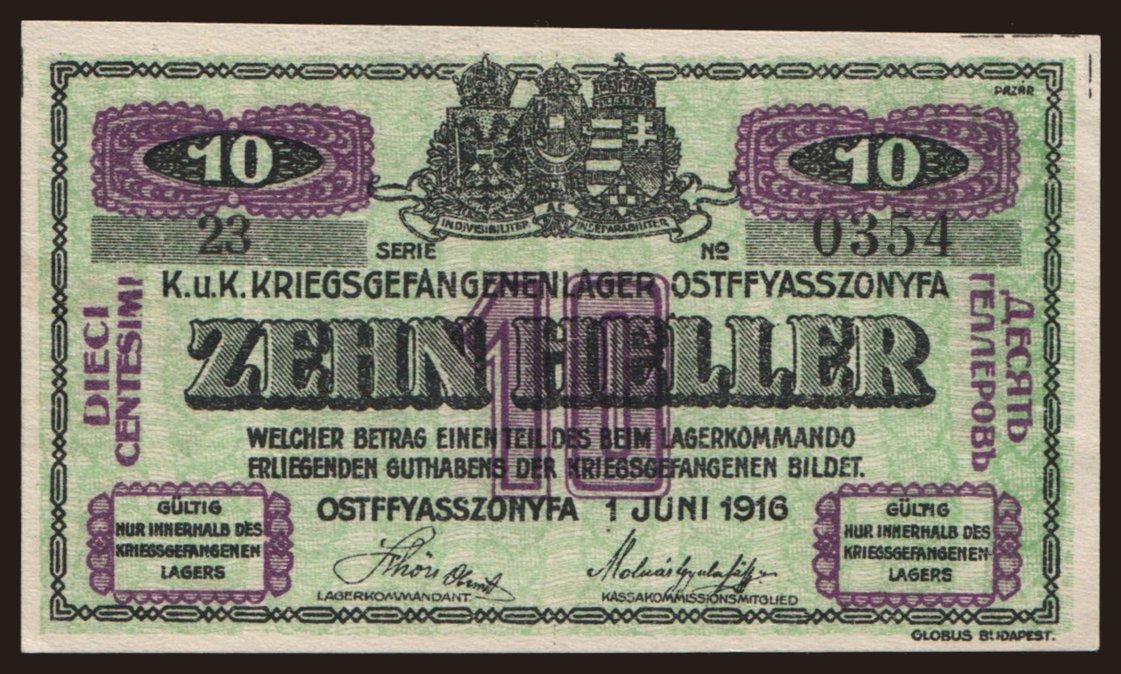 PAZAR
10
10
INDIVISIBILITER AC INSEPARABILITER
23
SERIE
No
0354
K.u.K. KRIEGSGEFANGENENLAGER OSTFFYASSZONYFA
DIECI
CENTESIMI
ZEHN HELLER
10
ДЕСЯТЬ
ГЕЛЛЕРОВЪ
WELCHER BETRAG EINEN TEIL DES BEIM LAGERKOMMANDO
ERLIEGENDEN GUTHABENS DER KRIEGSGEFANGENEN BILDET.
OSTFFYASSZONYFA 1 JUNI 1916
GÜLTIG
NUR INNERHALB DES
KRIEGSGEFANGENEN
LAGERS
LAGERKOMMANDANT
KASSAKOMMISSIONSMITGLIED
GÜLTIG
NUR INNERHALB DES
KRIEGSGEFANGENEN-
LAGERS
GLOBUS BUDAPEST.